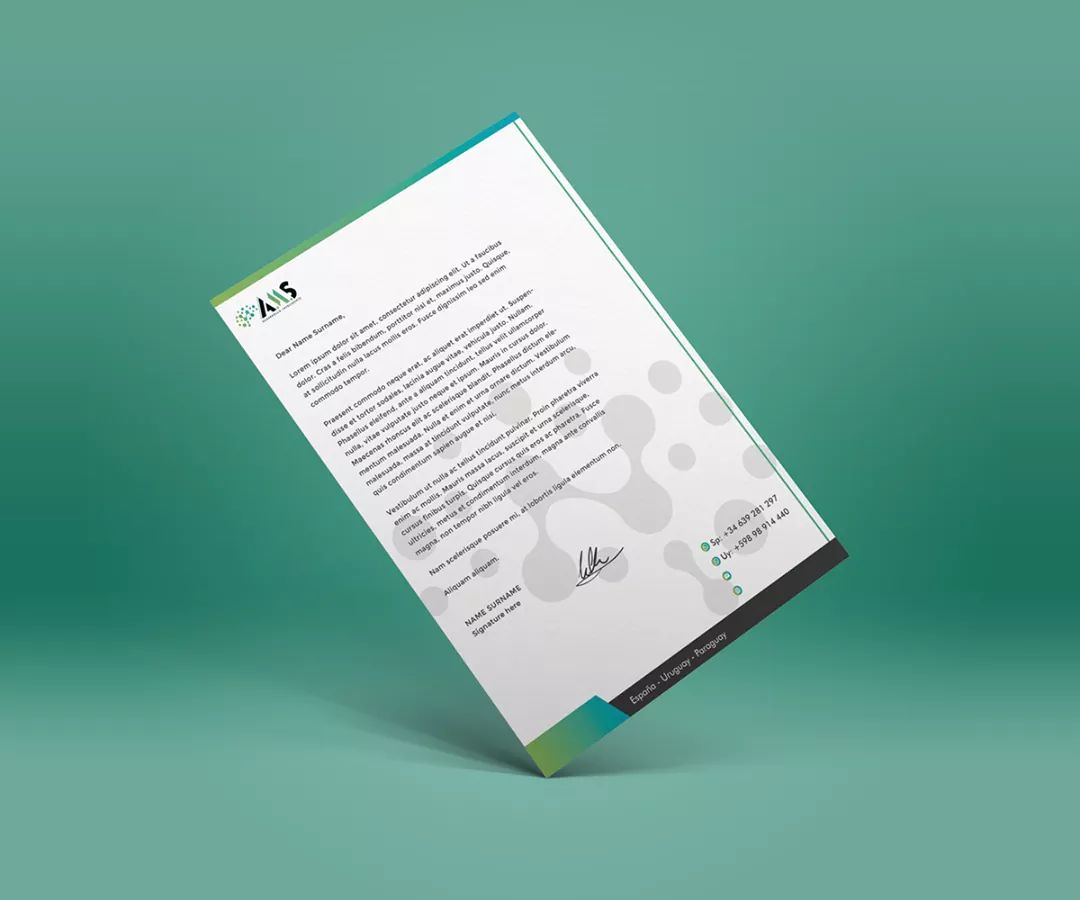 AMS
Dear Name Surname,
Lorem ipsum dolor sit amet, consectetur adipiscing elit. Ut a faucibus
dolor. Cras a felis bibendum, porttitor nisl et, maximus justo. Quisque,
at sollicitudin nulla lacus mollis eros. Fusce dignissim leo sed enim
commodo tempor.
Praesent commodo neque erat, ac aliquet erat imperdiet ut. Suspen-
disse et tortor sodales, lacinia augue vitae, vehicula justo. Nullam.
Phasellus eleifend, ante a aliquam tincidunt, tellus velit ullamcorper
nulla, vitae vulputate justo neque et ipsum. Mauris in cursus dolor.
Maecenas rhoncus elit ac scelerisque blandit. Phasellus dictum ele-
mentum malesuada. Nulla et enim et urna ornare dictum. Vestibulum
malesuada, massa at tincidunt vulputate, nunc metus interdum arcu,
quis condimentum sapien augue et nisi.
Vestibulum ut nulla ac tellus tincidunt pulvinar. Proin pharetra viverra
enim ac mollis. Mauris massa lacus, suscipit et urna scelerisque,
cursus finibus turpis. Quisque cursus quis eros ac pharetra. Fusce
ultricies, metus et condimentum interdum, magna ante convallis
magna, non tempor nibh ligula vel eros.
Nam scelerisque posuere mi, at lobortis ligula elementum non.
Aliquam aliquam.
NAME SURNAME
Signature here
Sp: +34 639 281 297
Uy: +598 98 914 440
España - Uruguay - Paraguay